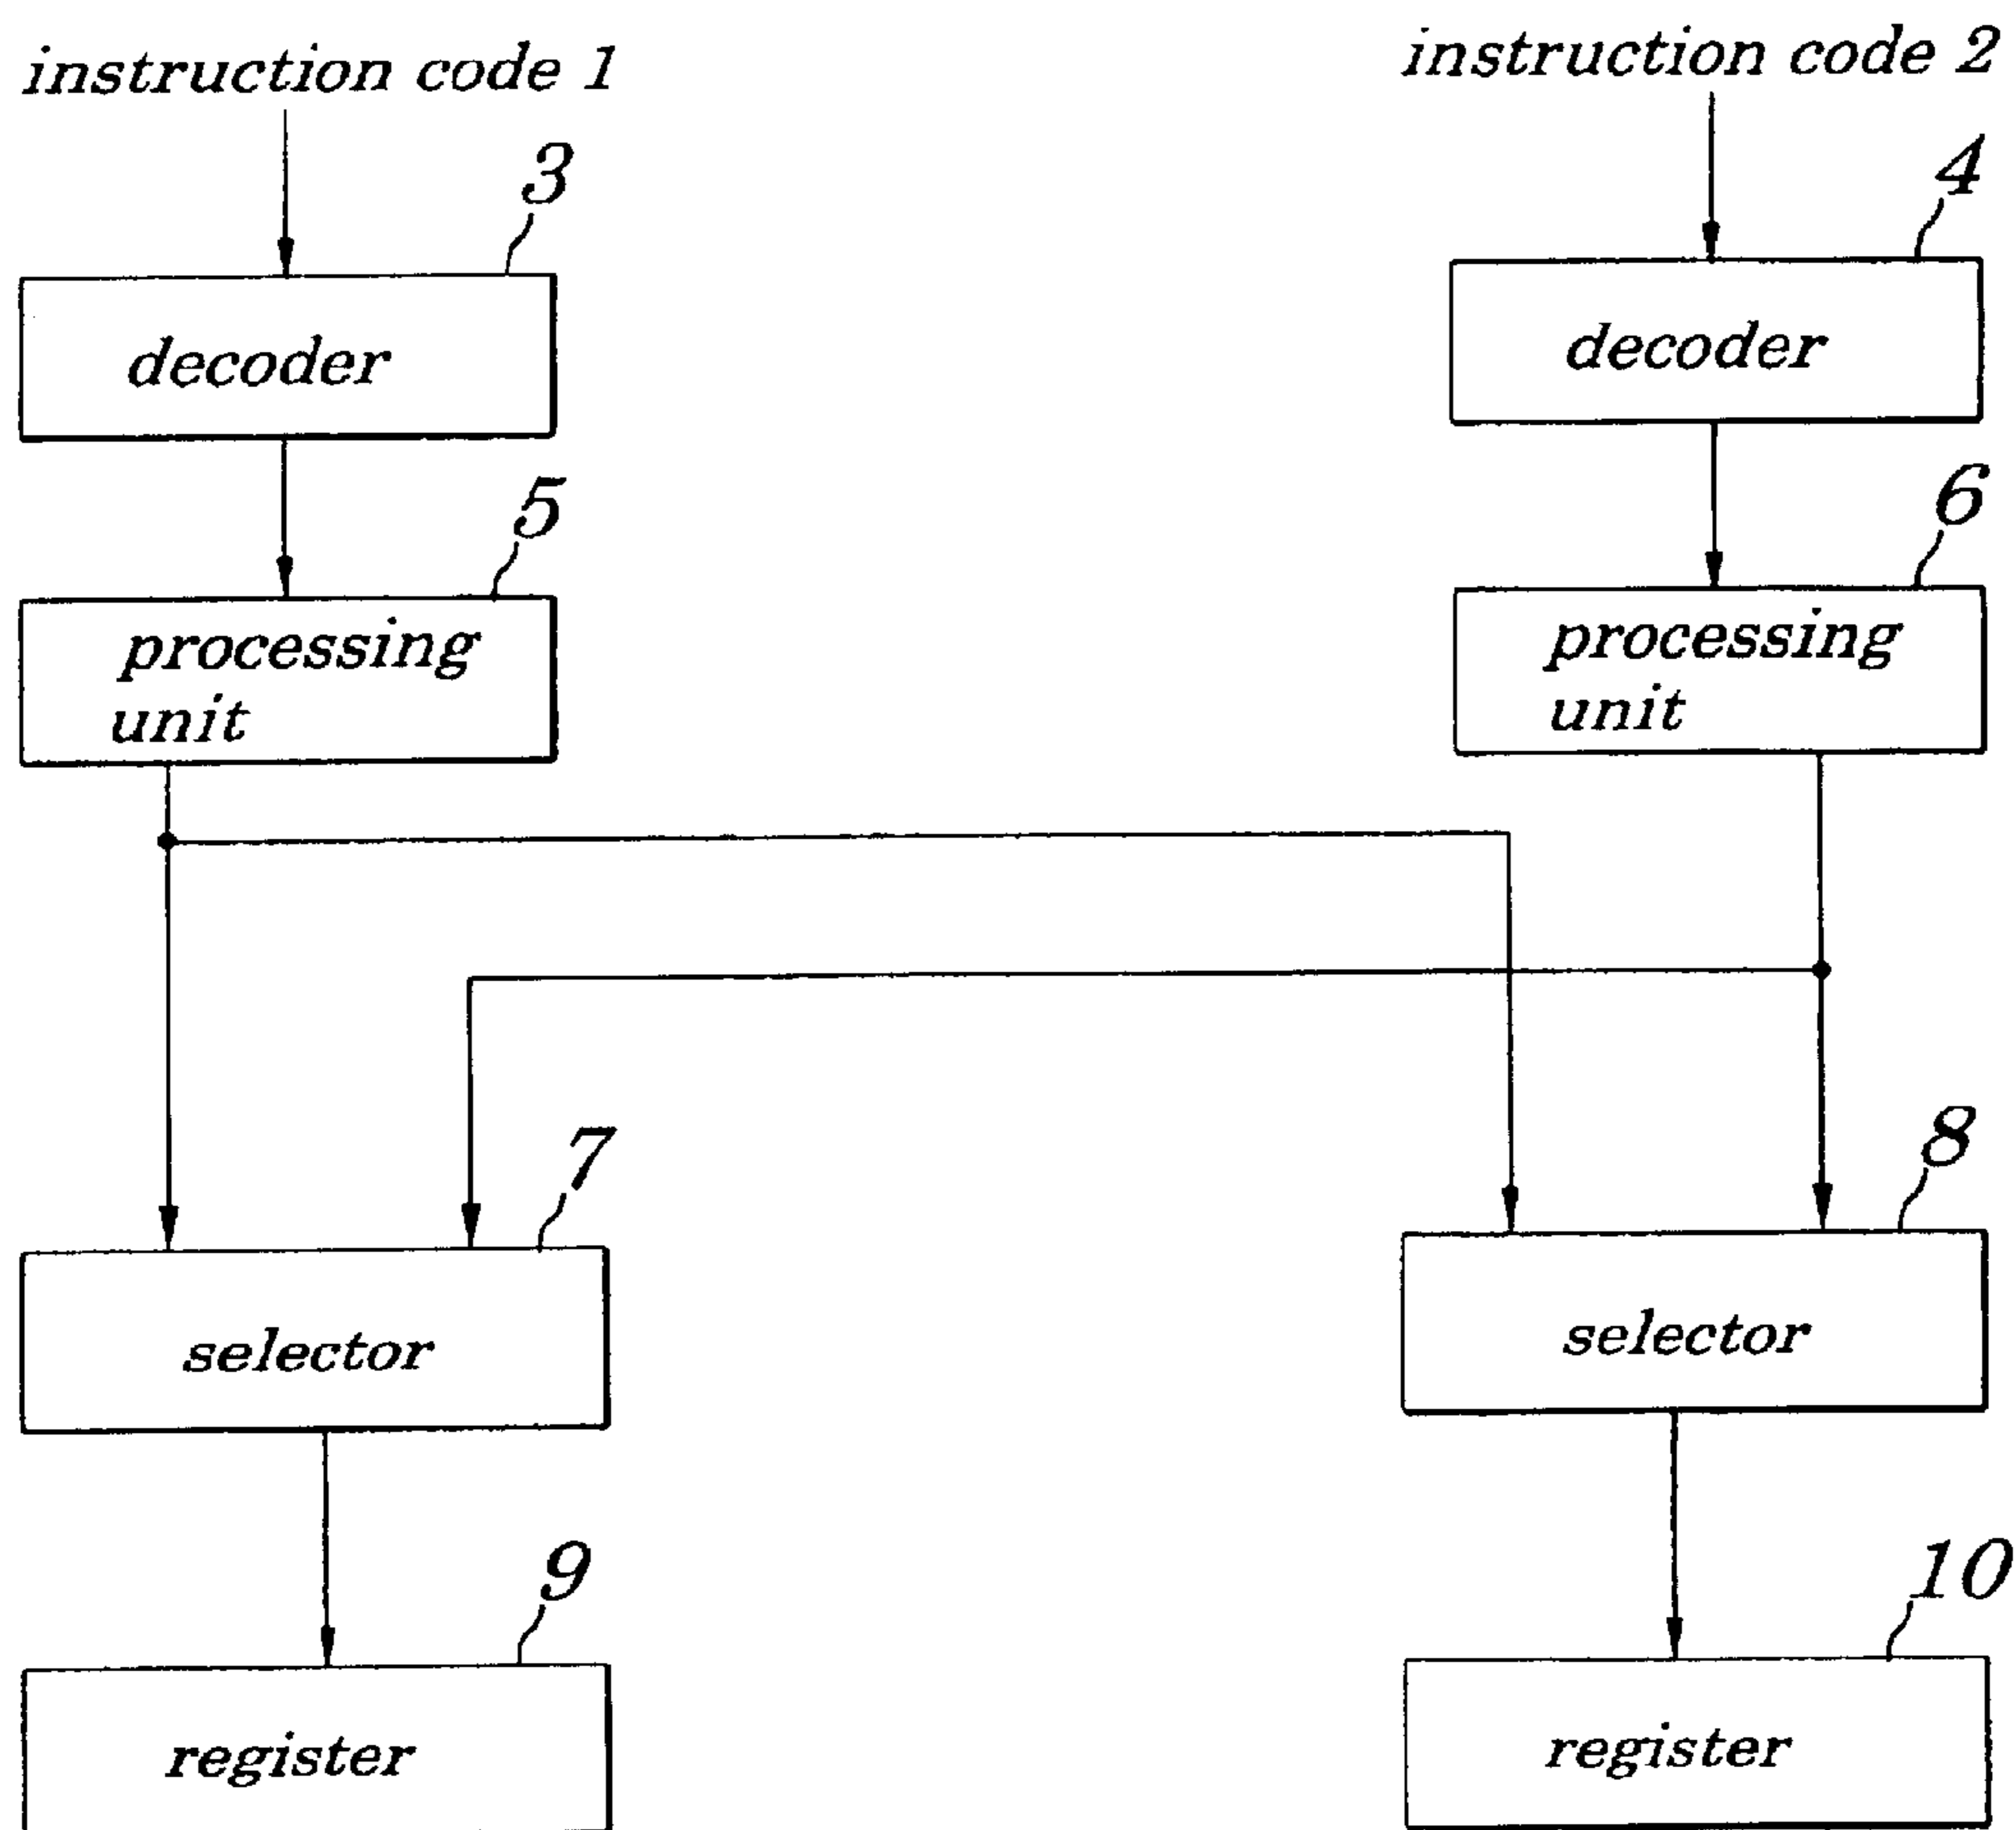 instruction code 1
instruction code 2
3
4
decoder
decoder
5
6
processing
unit
processing
unit
7
8
selector
selector
9
10
register
register